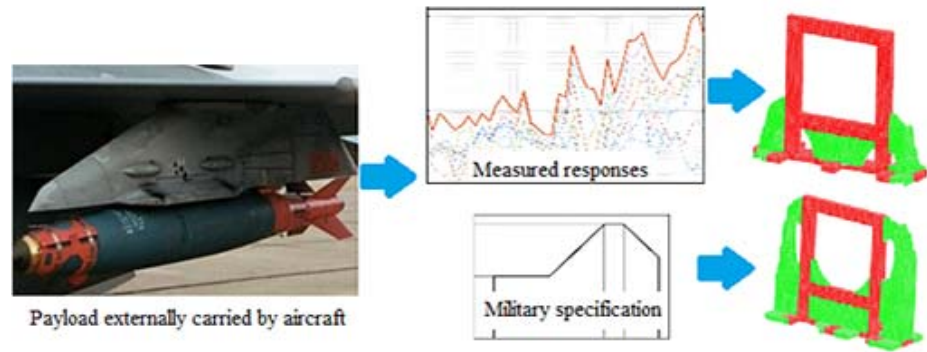 Measured responses
Military specification
Payload externally carried by aircraft